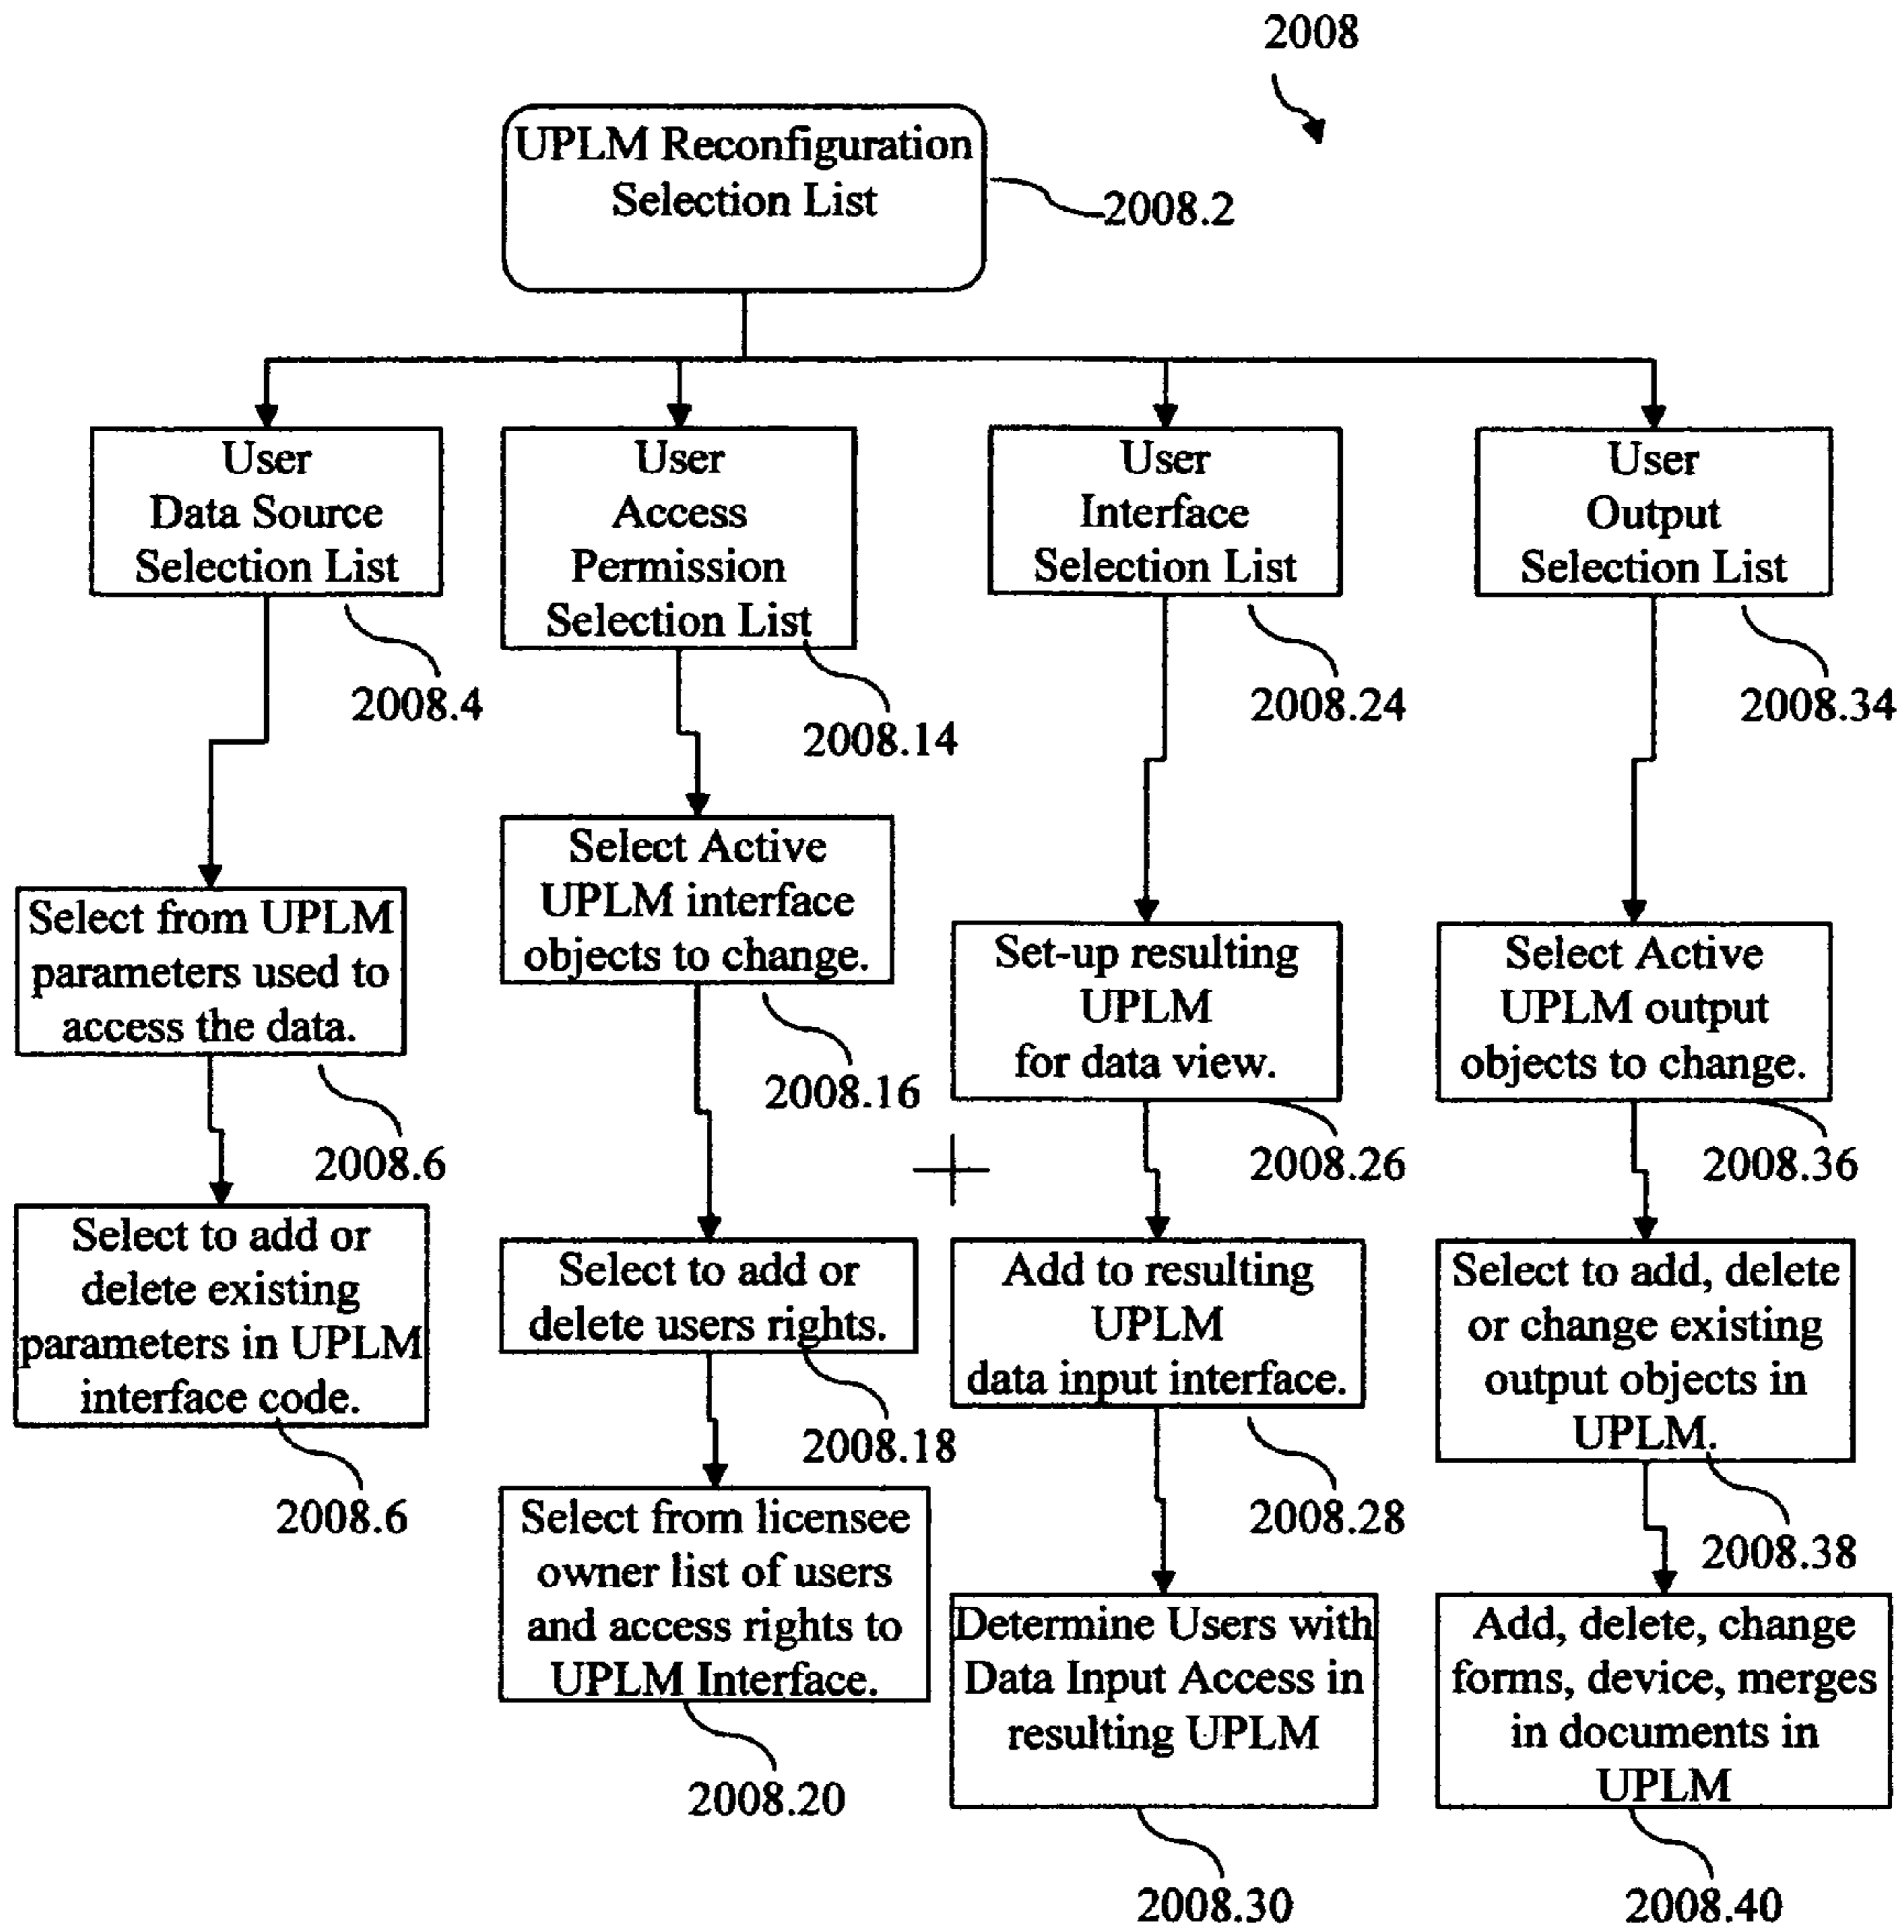 2008
UPLM Reconfiguration
Selection List
2008.2
User
Data Source
Selection List
2008.4
Select from UPLM
parameters used to
access the data.
2008.6
Select to add or
delete existing
parameters in UPLM
interface code.
2008.6
User
Access
Permission
Selection List
2008.14
Select Active
UPLM interface
objects to change.
2008.16
Select to add or
delete users rights.
2008.18
Select from licensee
owner list of users
and access rights to
UPLM Interface.
2008.20
User
Interface
Selection List
2008.24
Set-up resulting
UPLM
for data view.
2008.26
Add to resulting
UPLM
data input interface.
2008.28
Determine Users with
Data Input Access in
resulting UPLM
2008.30
User
Output
Selection List
2008.34
Select Active
UPLM output
objects to change.
2008.36
Select to add, delete
or change existing
output objects in
UPLM.
2008.38
Add, delete, change
forms, device, merges
in documents in
UPLM
2008.40